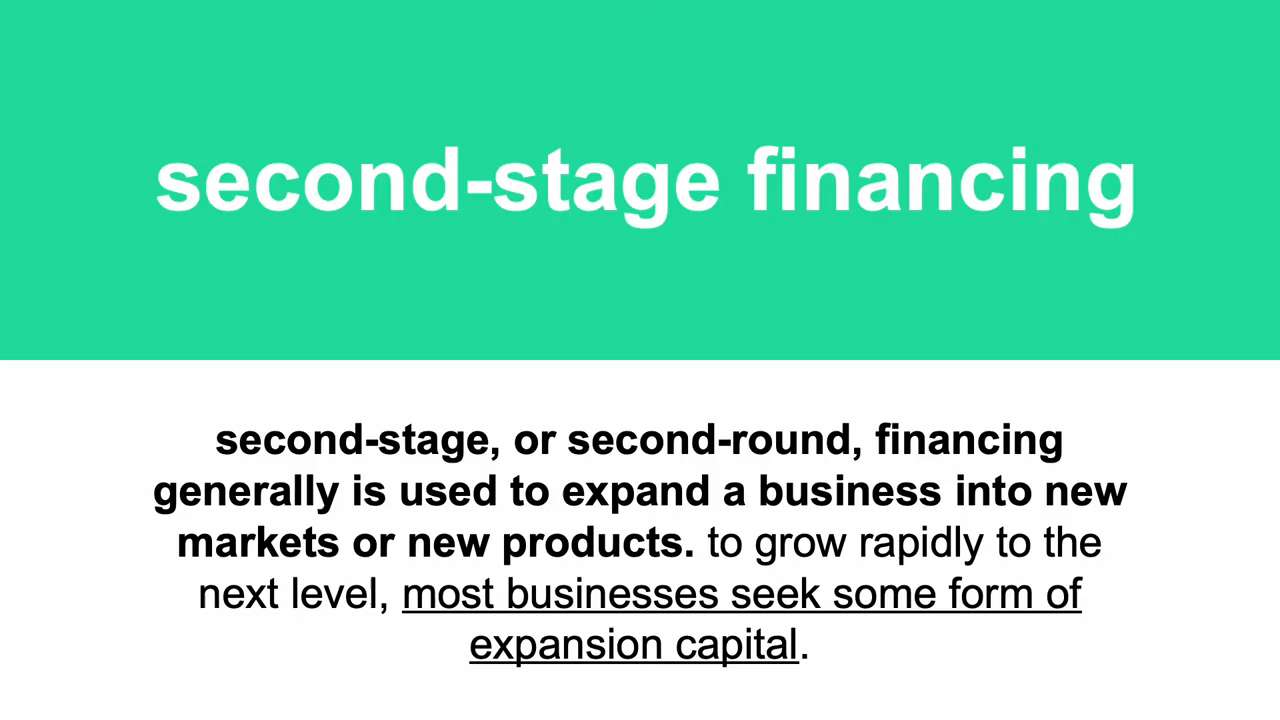 second-stage financing
second-stage, or second-round, financing
generally is used to expand a business into new
markets or new products. to grow rapidly to the
next level, most businesses seek some form of
expansion capital.